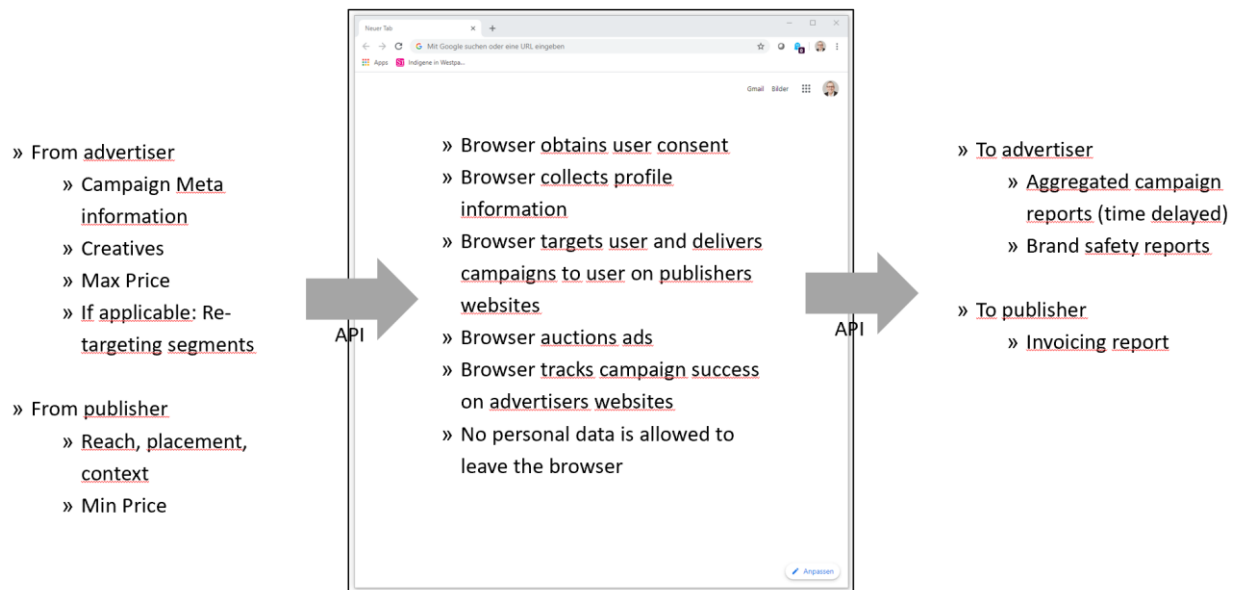 » From advertiser
» Campaign Meta
information
» Creatives
» Max Price
» If applicable: Re-
targeting segments
» From publisher
» Reach, placement,
context
» Min Price
API
Neuer Tab
Mit Google suchen oder eine URL eingeben
Apps
Indigene in Westpa...
Gmail Bilder
» Browser obtains user consent
» Browser collects profile
information
» Browser targets user and delivers
campaigns to user on publishers
websites
» Browser auctions ads
» Browser tracks campaign success
on advertisers websites
» No personal data is allowed to
leave the browser
Anpassen
API
» To advertiser
» Aggregated campaign
reports (time delayed)
» Brand safety reports
» To publisher
» Invoicing report